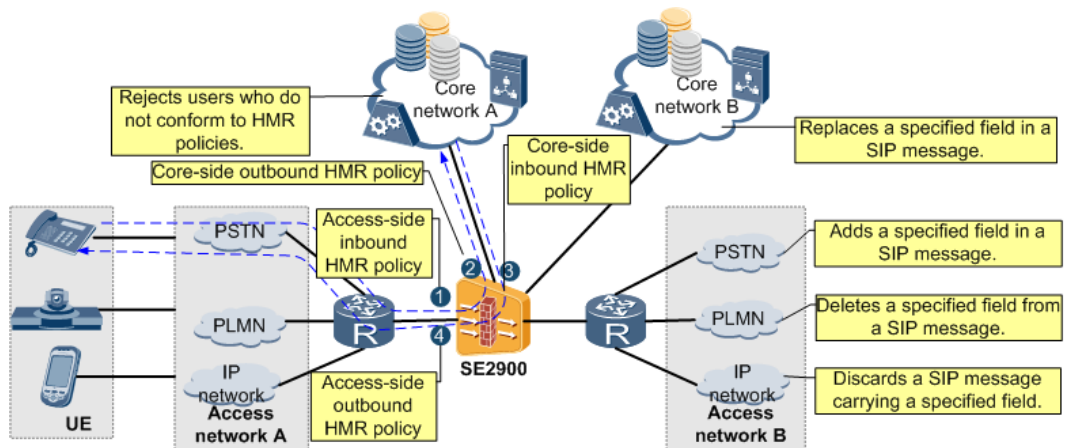 Core
network A
Core
network B
Rejects users who do
not conform to HMR
policies.
Replaces a specified field in a
SIP message.
Core-side outbound HMR policy
Core-side
inbound HMR
policy
Access-side
inbound
HMR policy
PSTN
PLMN
IP
network
Access
network A
UE
R
1
2
3
4
SE2900
Access-side
outbound
HMR policy
R
PSTN
PLMN
IP
network
Access
network B
Adds a specified field in a
SIP message.
Deletes a specified field from
a SIP message.
Discards a SIP message
carrying a specified field.